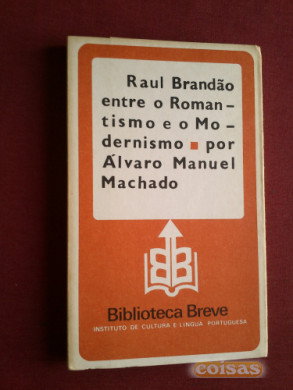 Raul Brandão
entre o Roman-
tismo e o Mo-
dernismo ■ por
Álvaro Manuel
Machado
BB
Biblioteca Breve
INSTITUTO DE CULTURA E LÍNGUA PORTUGUESA
coisas